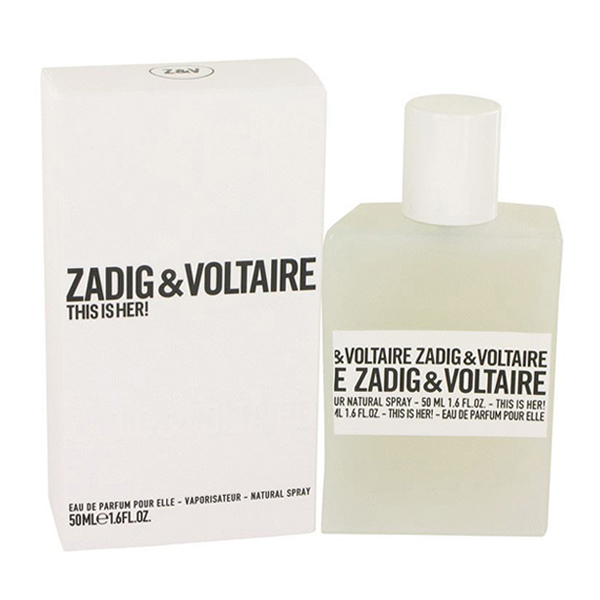 Z&V
ZADIG & VOLTAIRE
THIS IS HER!
EAU DE PARFUM POUR ELLE - VAPORISATEUR - NATURAL SPRAY
50ML℮1.6FL.OZ.
& VOLTAIRE ZADIG & VOLTAIRE
E ZADIG & VOLTAIRE
UR NATURAL SPRAY - 50 ML 1.6 FL.OZ. - THIS IS HER!
ML 1.6 FL.OZ. - THIS IS HER! - EAU DE PARFUM POUR ELLE